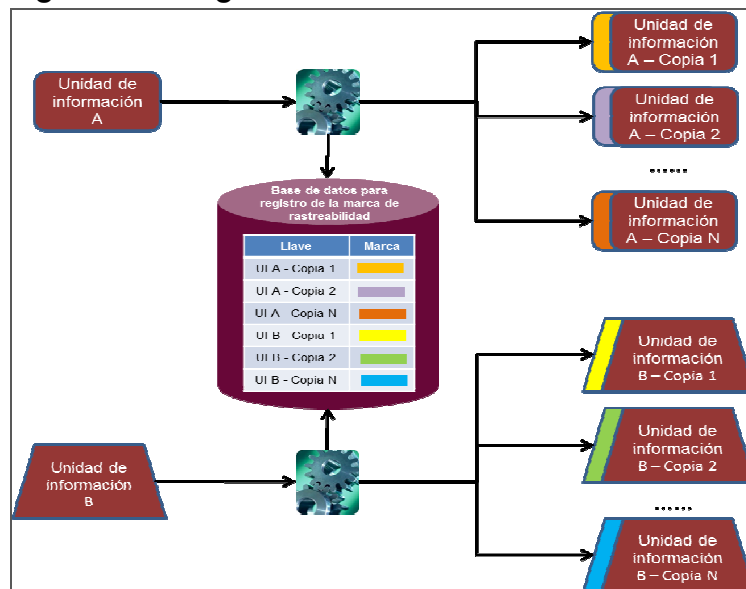 Unidad de
información
A
Unidad de
información
A – Copia 1
Unidad de
información
A – Copia 2
......
Unidad de
información
A – Copia N
Base de datos para
registro de la marca de
rastreabilidad
Llave Marca
UI A - Copia 1
UI A - Copia 2
UI A - Copia N
UI B - Copia 1
UI B - Copia 2
UI B - Copia N
Unidad de
información
B
Unidad de
información
B – Copia 1
Unidad de
información
B – Copia 2
......
Unidad de
información
B – Copia N